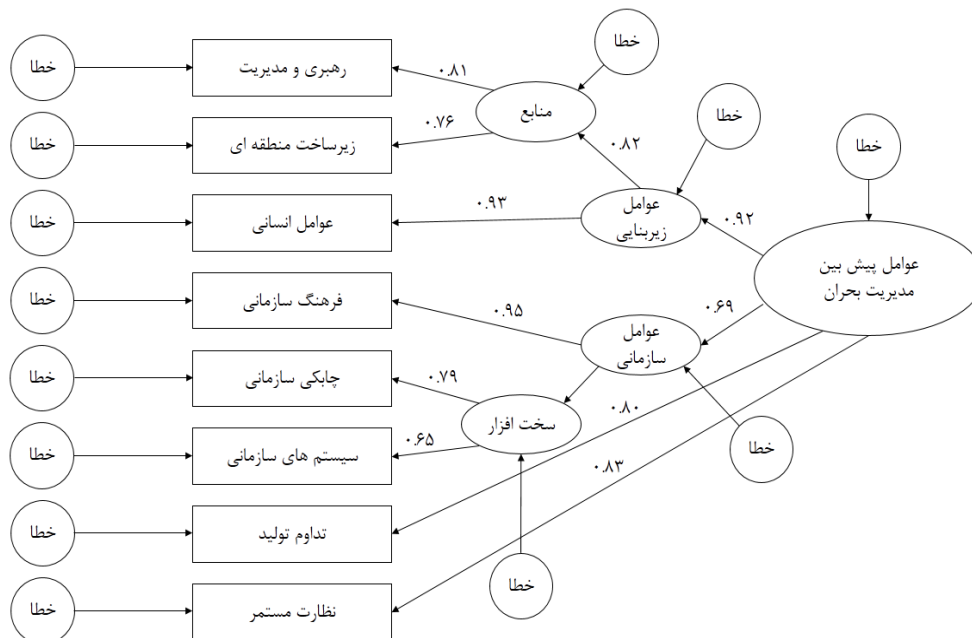 خطا
خطا
رهبری و مدیریت
۰.۸۱
خطا
منابع
خطا
۰.۷۶
خطا
زیرساخت منطقه ای
خطا
۰.۸۲
خطا
عوامل انسانی
۰.۹۳
عوامل
زیربنایی
۰.۹۲
عوامل پیش بین
مدیریت بحران
خطا
فرهنگ سازمانی
۰.۹۵
۰.۶۹
عوامل
سازمانی
خطا
چابکی سازمانی
۰.۷۹
۰.۸۰
سخت افزار
خطا
سیستم های سازمانی
۰.۶۵
خطا
۰.۸۳
خطا
تداوم تولید
خطا
خطا
نظارت مستمر